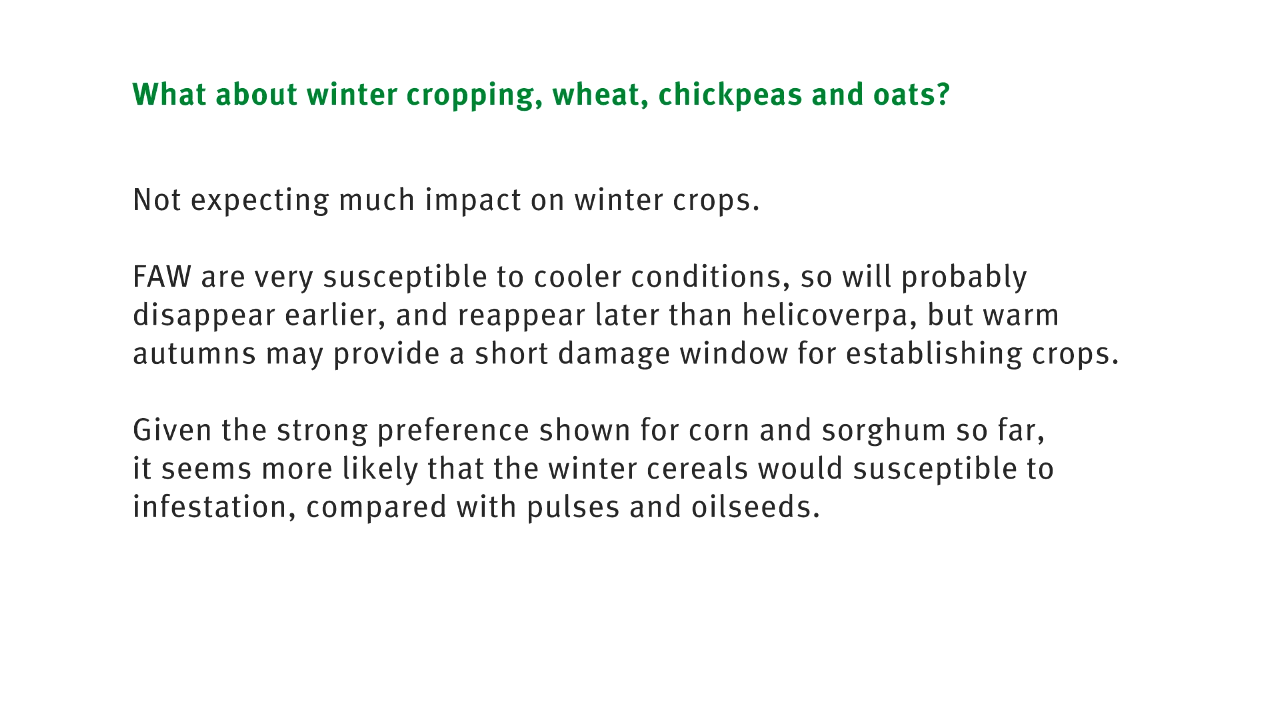 What about winter cropping, wheat, chickpeas and oats?
Not expecting much impact on winter crops.
FAW are very susceptible to cooler conditions, so will probably
disappear earlier, and reappear later than helicoverpa, but warm
autumns may provide a short damage window for establishing crops.
Given the strong preference shown for corn and sorghum so far,
it seems more likely that the winter cereals would susceptible to
infestation, compared with pulses and oilseeds.